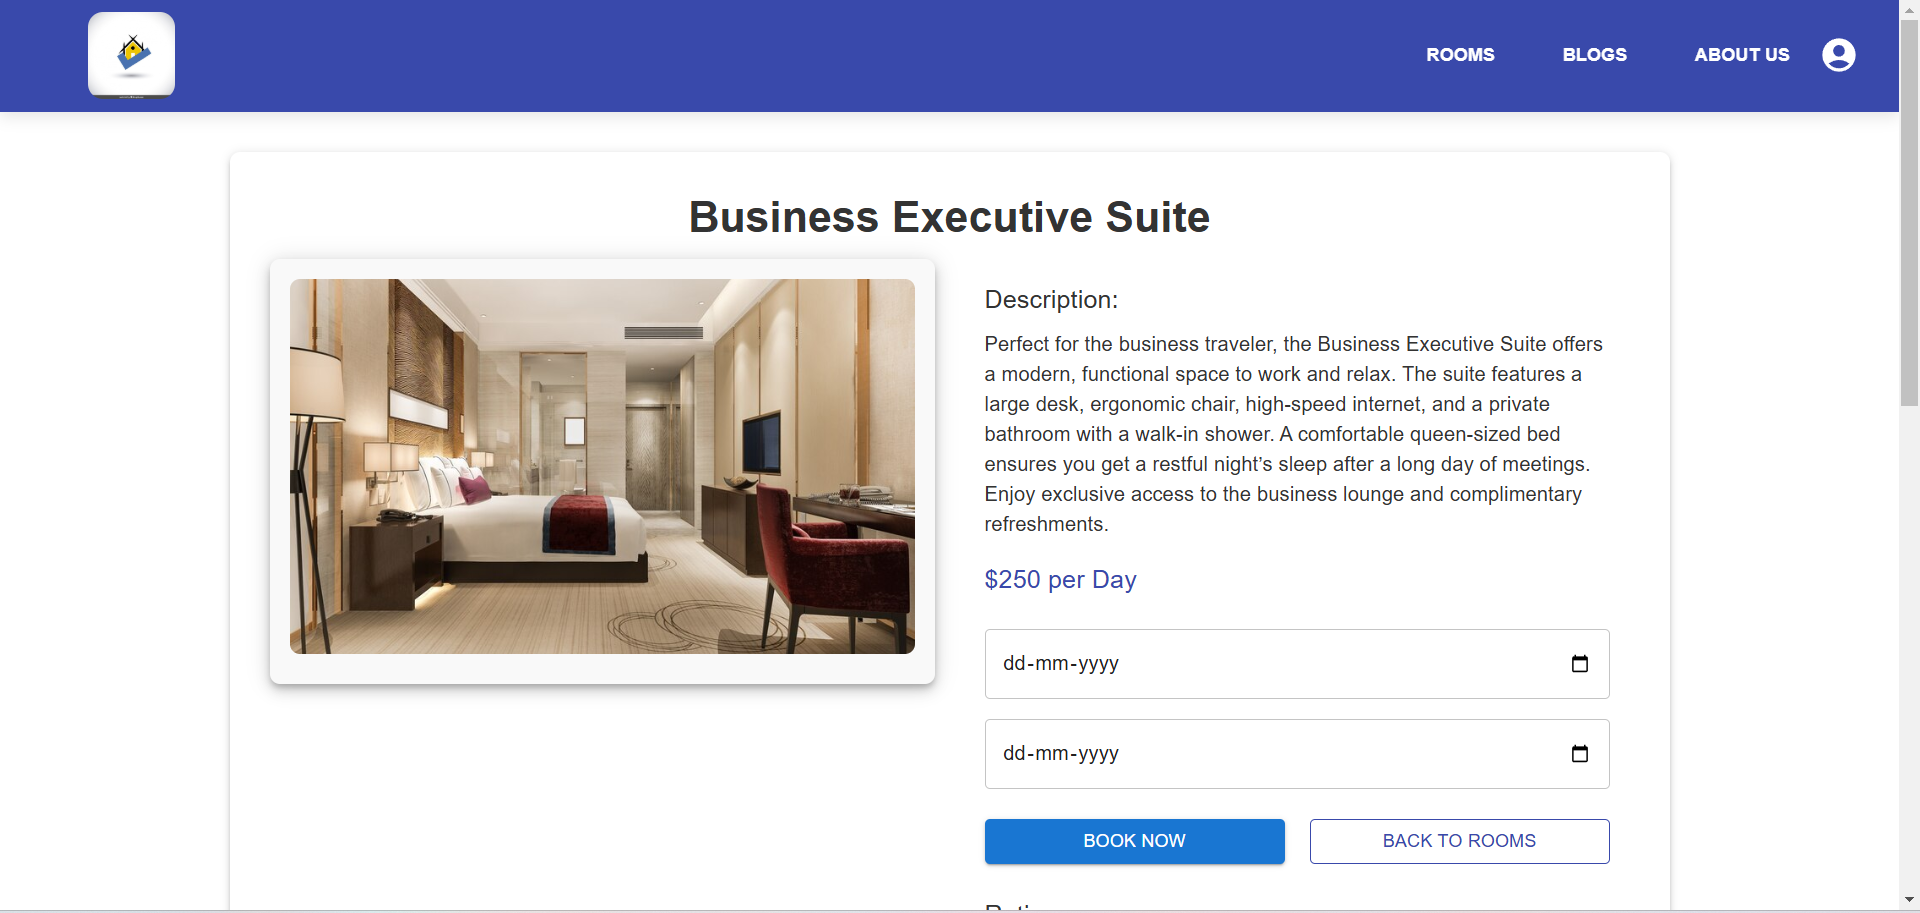 ROOMS
BLOGS
ABOUT US
Business Executive Suite
Description:
Perfect for the business traveler, the Business Executive Suite offers
a modern, functional space to work and relax. The suite features a
large desk, ergonomic chair, high-speed internet, and a private
bathroom with a walk-in shower. A comfortable queen-sized bed
ensures you get a restful night’s sleep after a long day of meetings.
Enjoy exclusive access to the business lounge and complimentary
refreshments.
$250 per Day
dd-mm-yyyy
dd-mm-yyyy
BOOK NOW
BACK TO ROOMS